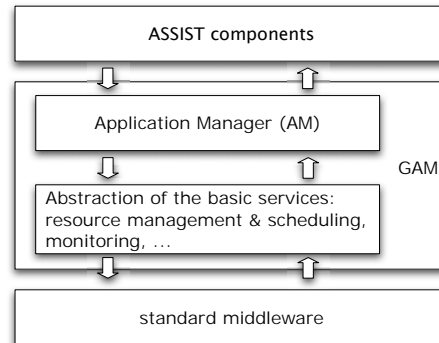 ASSIST components
Application Manager (AM)
GAM
Abstraction of the basic services:
resource management & scheduling,
monitoring, ...
standard middleware